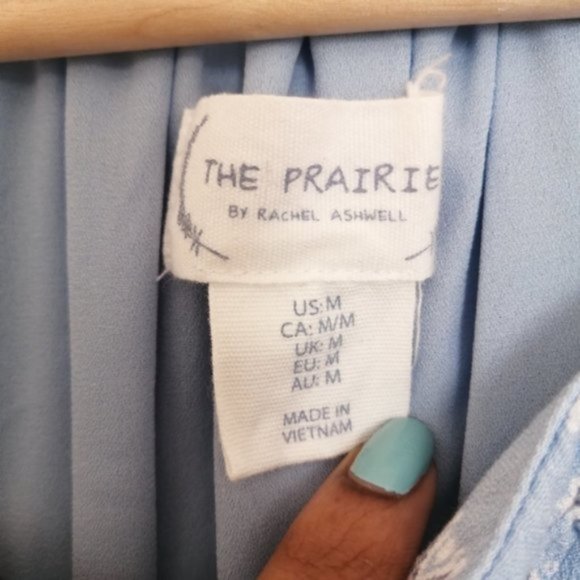 THE PRAIRIE
BY RACHEL ASHWELL
US: M
CA: M/M
UK: M
EU: M
AU: M
MADE IN
VIETNAM